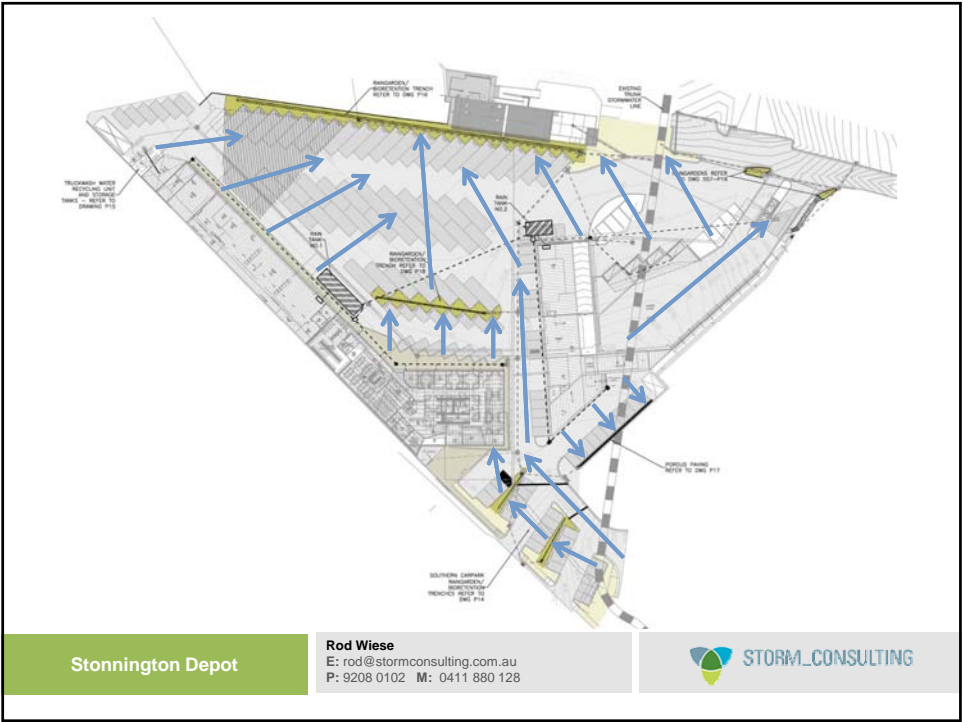 RAINGARDEN/
BIORETENTION TRENCH
REFER TO DWG P18
EXISTING
TRUNK
STORMWATER
LINE
RAINGARDENS REFER
TRUCKWASH WATER
RECYCLING UNIT
AND STORAGE
TANKS - REFER TO
DRAWING P15
RAIN
TANK
NO.2
RAIN
TANK
NO.1
RAINGARDEN/
BIORETENTION
TRENCH REFER TO
POROUS PAVING
REFER TO DWG P17
SOUTHERN CARPARK
RAINGARDEN/
BIORETENTION
TRENCHES REFER TO
DWG P14
Stonnington Depot
Rod Wiese
E: rod@stormconsulting.com.au
P: 9208 0102 M: 0411 880 128
STORM_CONSULTING